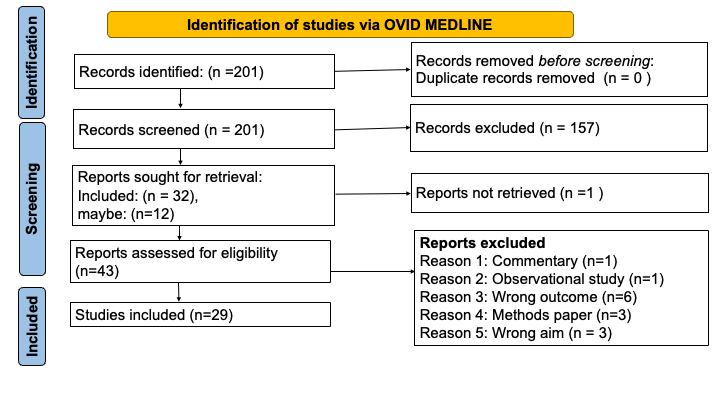 Identification of studies via OVID MEDLINE
Identification
Records identified: (n =201)
Records removed before screening:
Duplicate records removed (n = 0 )
Screening
Records screened (n = 201)
Records excluded (n = 157)
Reports sought for retrieval:
Included: (n = 32),
maybe: (n=12)
Reports not retrieved (n =1 )
Reports assessed for eligibility
(n=43)
Reports excluded
Reason 1: Commentary (n=1)
Reason 2: Observational study (n=1)
Reason 3: Wrong outcome (n=6)
Reason 4: Methods paper (n=3)
Reason 5: Wrong aim (n = 3)
Included
Studies included (n=29)